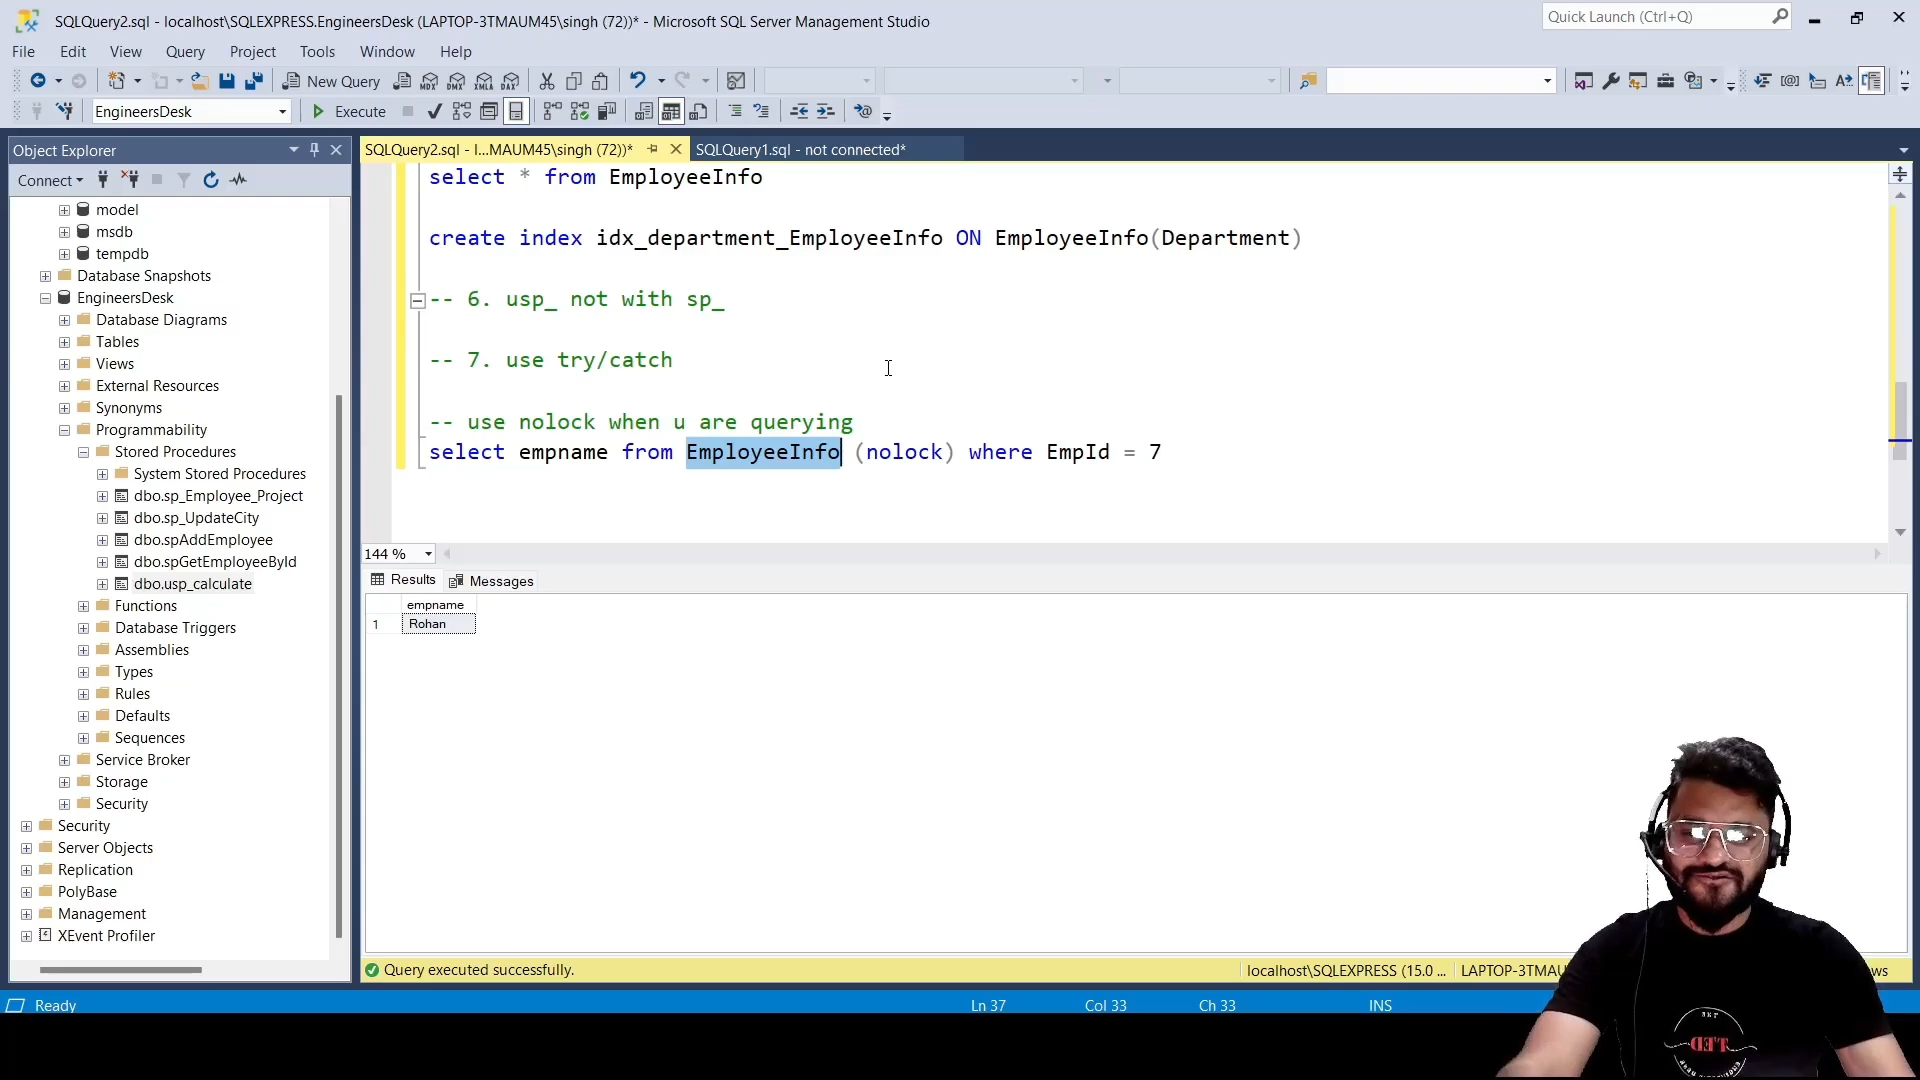 SQLQuery2.sql - localhost\SQLEXPRESS.EngineersDesk (LAPTOP-3TMAUM45\singh (72))* - Microsoft SQL Server Management Studio
Quick Launch (Ctrl+Q)
File Edit View Query Project Tools Window Help
New Query
MDX DMX XMLA DAX
EngineersDesk
Execute
Object Explorer
SQLQuery2.sql - l...MAUM45\singh (72))*
SQLQuery1.sql - not connected*
Connect
model
msdb
tempdb
Database Snapshots
EngineersDesk
Database Diagrams
Tables
Views
External Resources
Synonyms
Programmability
Stored Procedures
System Stored Procedures
dbo.sp_Employee_Project
dbo.sp_UpdateCity
dbo.spAddEmployee
dbo.spGetEmployeeById
dbo.usp_calculate
Functions
Database Triggers
Assemblies
Types
Rules
Defaults
Sequences
Service Broker
Storage
Security
Security
Server Objects
Replication
PolyBase
Management
XEvent Profiler
select * from EmployeeInfo
create index idx_department_EmployeeInfo ON EmployeeInfo(Department)
-- 6. usp_ not with sp_
-- 7. use try/catch
-- use nolock when u are querying
select empname from EmployeeInfo (nolock) where EmpId = 7
144 %
Results Messages
empname
1 Rohan
Query executed successfully.
localhost\SQLEXPRESS (15.0 ...
LAPTOP-3TMAU
ws
Ready
Ln 37
Col 33
Ch 33
INS